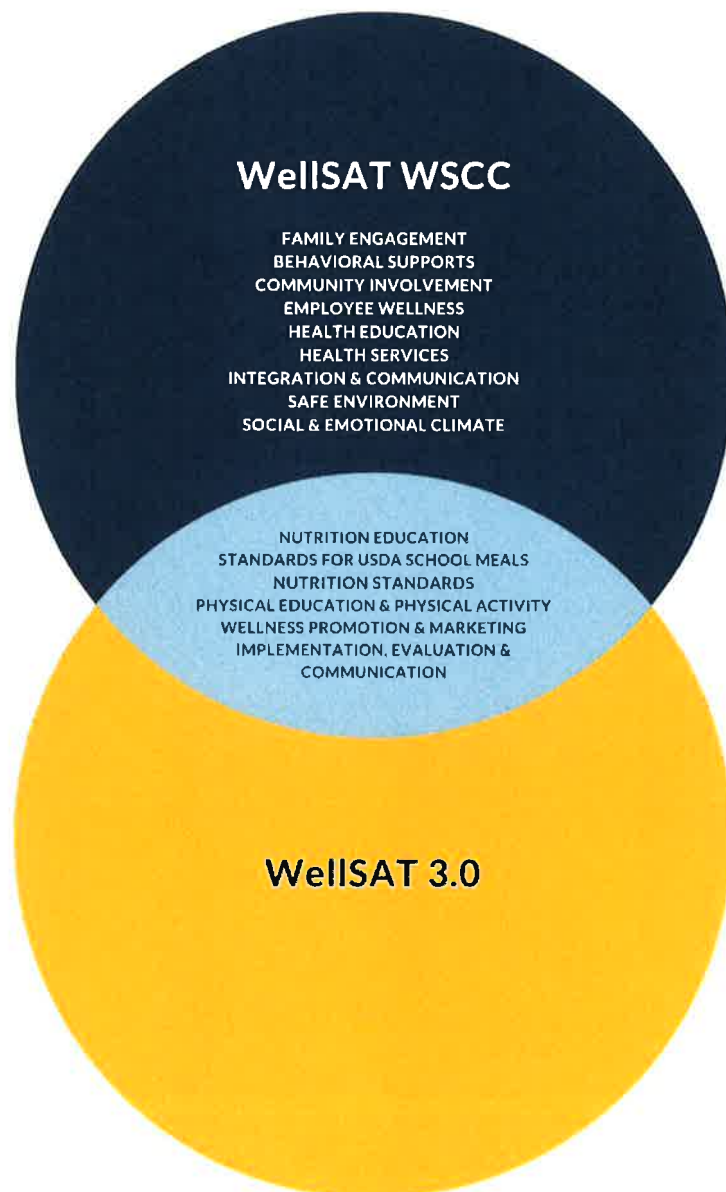 WellSAT WSCC
FAMILY ENGAGEMENT
BEHAVIORAL SUPPORTS
COMMUNITY INVOLVEMENT
EMPLOYEE WELLNESS
HEALTH EDUCATION
HEALTH SERVICES
INTEGRATION & COMMUNICATION
SAFE ENVIRONMENT
SOCIAL & EMOTIONAL CLIMATE
NUTRITION EDUCATION
STANDARDS FOR USDA SCHOOL MEALS
NUTRITION STANDARDS
PHYSICAL EDUCATION & PHYSICAL ACTIVITY
WELLNESS PROMOTION & MARKETING
IMPLEMENTATION, EVALUATION &
COMMUNICATION
WellSAT 3.0